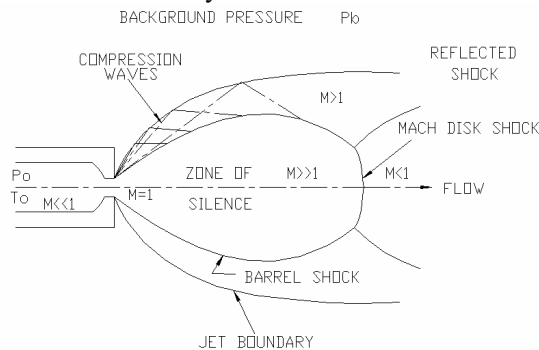 BACKGROUND PRESSURE Pb
COMPRESSION
WAVES
REFLECTED
SHOCK
M>1
MACH DISK SHOCK
Po
To
M<<1
M=1
ZONE OF
SILENCE
M>>1
M<1
FLOW
BARREL SHOCK
JET BOUNDARY